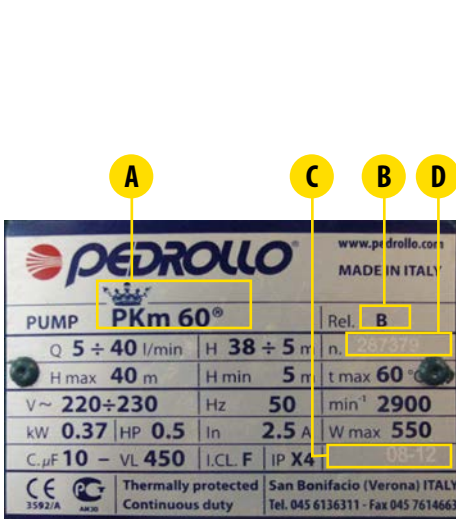 A C B D
PEDROLLO® www.pedrollo.com
MADE IN ITALY
PUMP PKm 60® Rel. B
Q 5 ÷ 40 l/min H 38 ÷ 5 m n. 287379
H max 40 m H min 5 m t max 60 °
V~ 220÷230 Hz 50 min⁻¹ 2900
kW 0.37 HP 0.5 In 2.5 A W max 550
C.µF 10 – VL 450 I.CL. F IP X4 08-12
CE Thermally protected San Bonifacio (Verona) ITALY
3592/A Continuous duty Tel. 045 6136311 - Fax 045 7614663